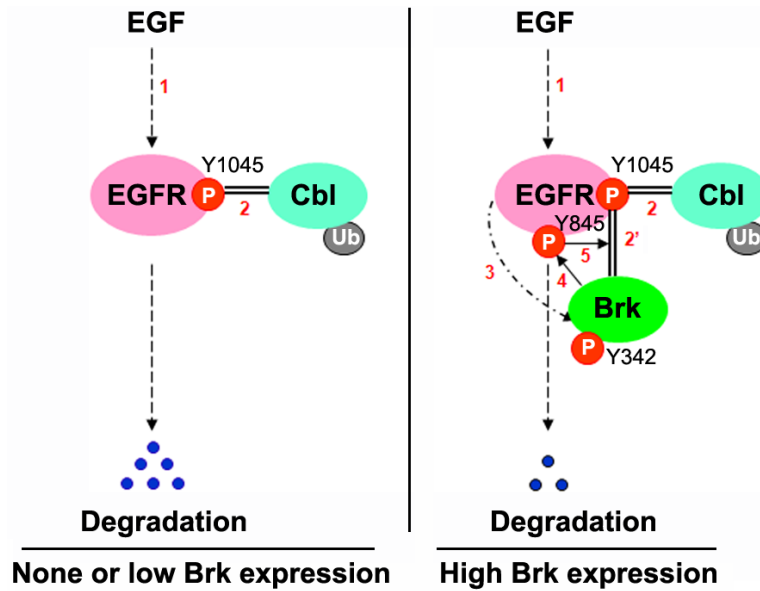 EGF
1
Y1045
EGFR P Cbl
2
Ub
Degradation
None or low Brk expression
EGF
1
Y1045
EGFR P Cbl
2
Ub
Y845
P
5
2'
3
4
Brk
P
Y342
Degradation
High Brk expression